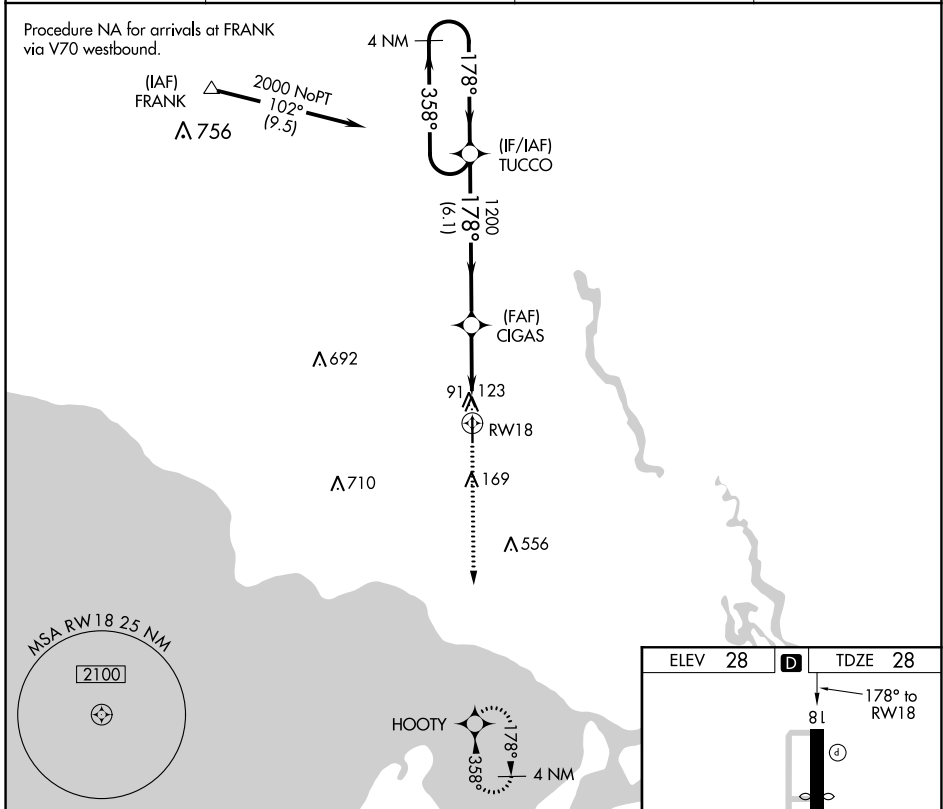 Procedure NA for arrivals at FRANK
via V70 westbound.
4 NM
178°
358°
(IAF)
FRANK
2000 NoPT
102°
(9.5)
756
(IF/IAF)
TUCCO
1200
178°
(6.1)
(FAF)
CIGAS
692
91
123
RW18
710
169
556
MSA RW18 25 NM
2100
HOOTY
178°
358°
4 NM
ELEV 28
D
TDZE 28
178° to
RW18
18
P